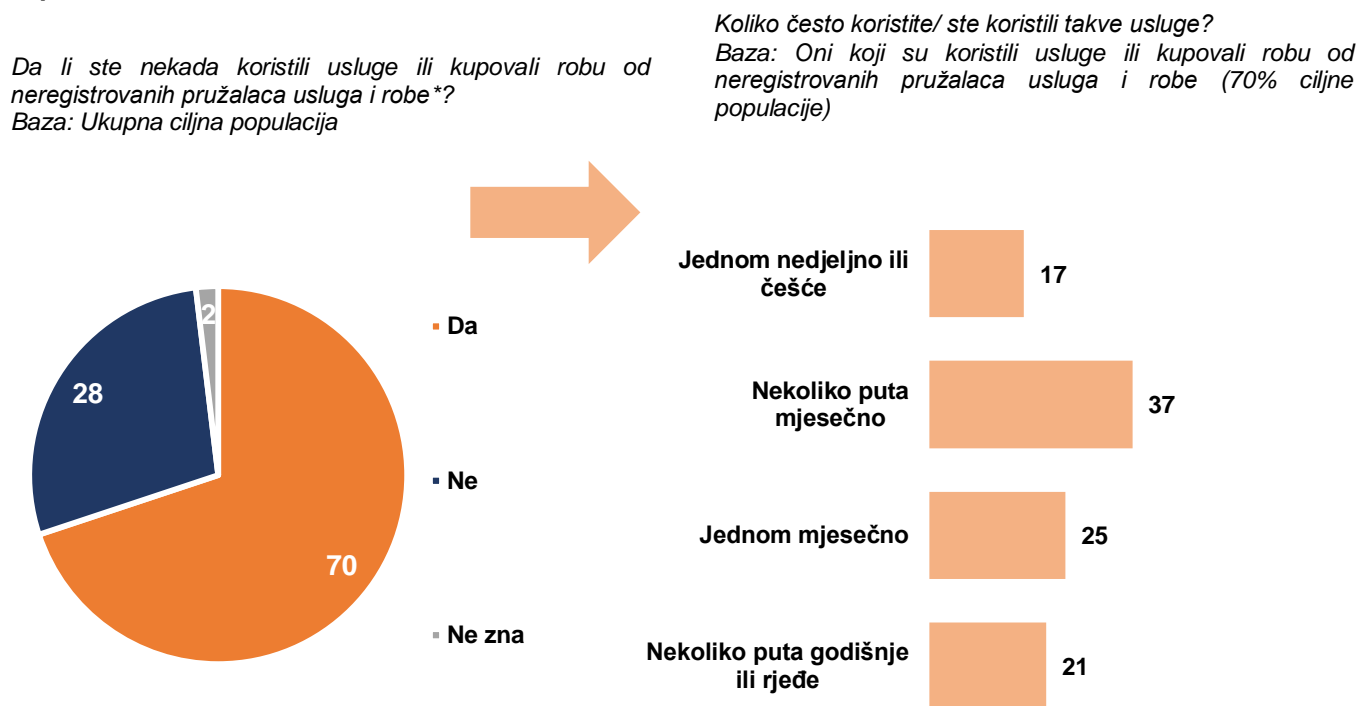 Da li ste nekada koristili usluge ili kupovali robu od
neregistrovanih pružalaca usluga i robe*?
Baza: Ukupna ciljna populacija
Koliko često koristite/ ste koristili takve usluge?
Baza: Oni koji su koristili usluge ili kupovali robu od
neregistrovanih pružalaca usluga i robe (70% ciljne
populacije)
2
28
70
Da
Ne
Ne zna
Jednom nedjeljno ili
češće
17
Nekoliko puta
mjesečno
37
Jednom mjesečno
25
Nekoliko puta godišnje
ili rjeđe
21